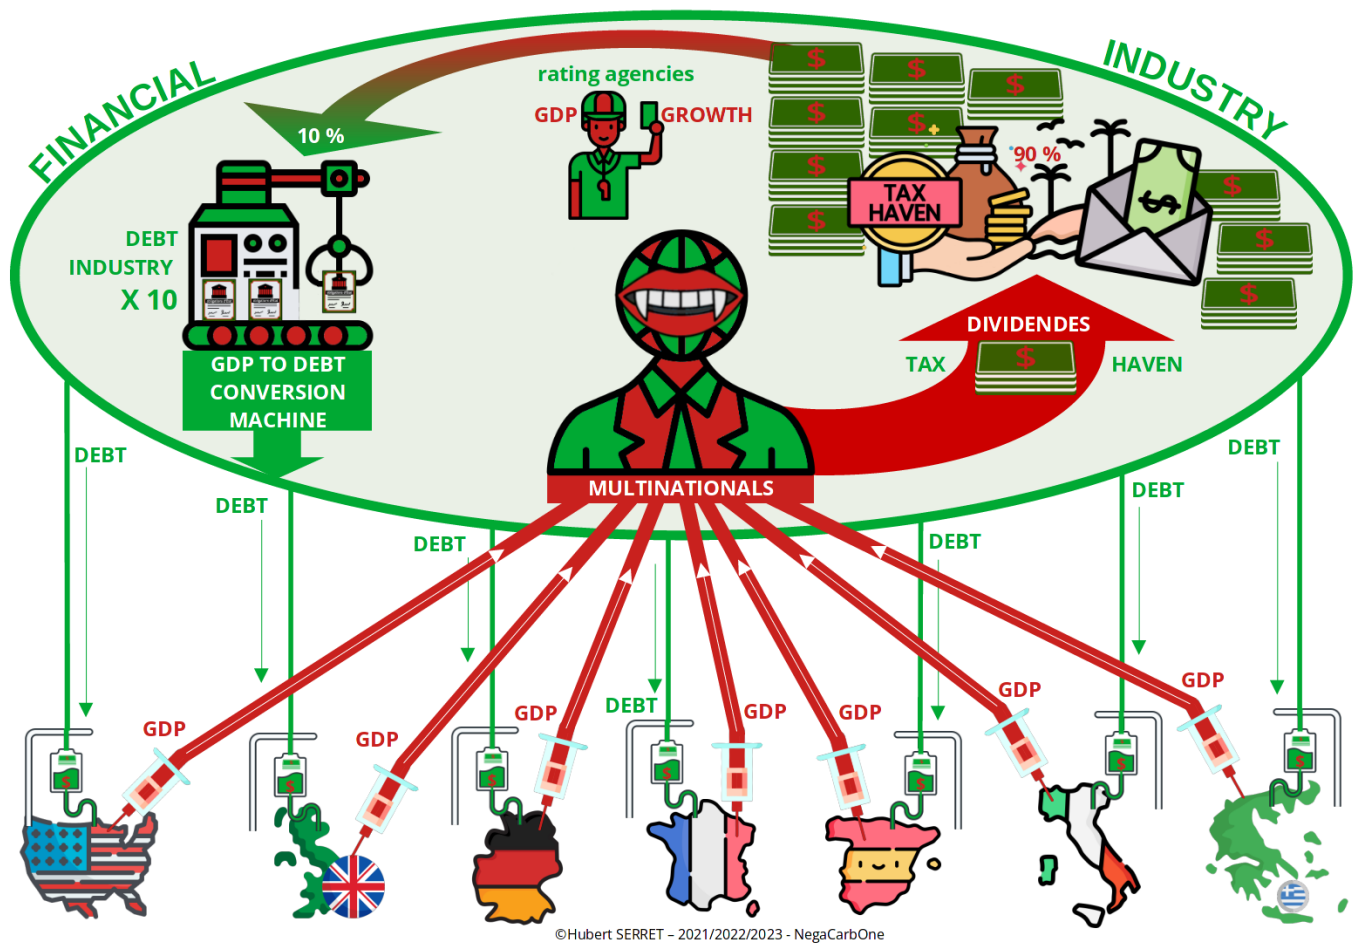 FINANCIAL
INDUSTRY
rating agencies
GDP
GROWTH
10 %
90 %
TAX
HAVEN
DEBT
INDUSTRY
X 10
GDP TO DEBT
CONVERSION
MACHINE
DIVIDENDES
TAX
HAVEN
MULTINATIONALS
DEBT
DEBT
DEBT
DEBT
DEBT
DEBT
DEBT
GDP
GDP
GDP
GDP
GDP
GDP
GDP
©Hubert SERRET – 2021/2022/2023 - NegaCarbOne